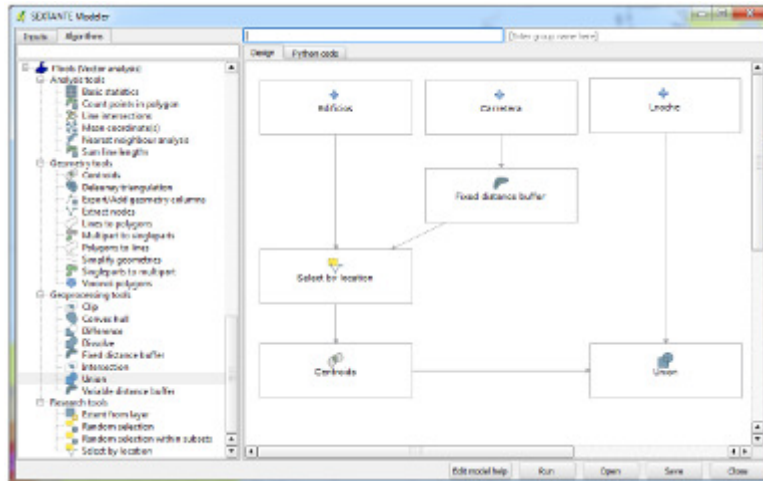 SEXTANTE Modeler
Inputs Algorithms
[Enter group name here]
Design Python code
fTools (Vector analysis)
Analysis tools
Basic statistics
Count points in polygon
Line intersections
Mean coordinate(s)
Nearest neighbour analysis
Sum line lengths
Geometry tools
Centroids
Delaunay triangulation
Export/Add geometry columns
Extract nodes
Lines to polygons
Multipart to singleparts
Polygons to lines
Simplify geometries
Singleparts to multipart
Voronoi polygons
Geoprocessing tools
Clip
Convex hull
Difference
Dissolve
Fixed distance buffer
Intersection
Union
Variable distance buffer
Research tools
Extent from layer
Random selection
Random selection within subsets
Select by location
Edificios
Carretera
Fixed distance buffer
Select by location
Centroids
Union
Edit model help Run Open Save Close